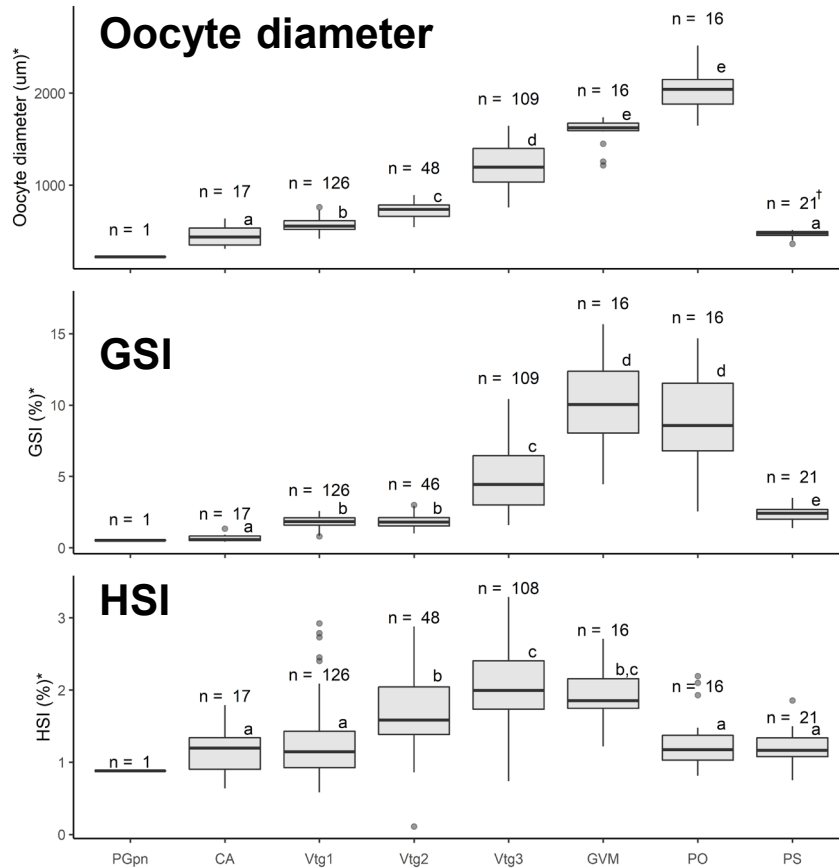 Oocyte diameter
Oocyte diameter (um)*
2000
1000
n = 1
n = 17
a
n = 126
b
n = 48
c
n = 109
d
n = 16
e
n = 16
e
n = 21†
a
GSI
GSI (%)*
15
10
5
0
n = 1
n = 17
a
n = 126
b
n = 46
b
n = 109
c
n = 16
d
n = 16
d
n = 21
e
HSI
HSI (%)*
3
2
1
0
n = 1
n = 17
a
n = 126
a
n = 48
b
n = 108
c
n = 16
b,c
n = 16
a
n = 21
a
PGpn CA Vtg1 Vtg2 Vtg3 GVM PO PS